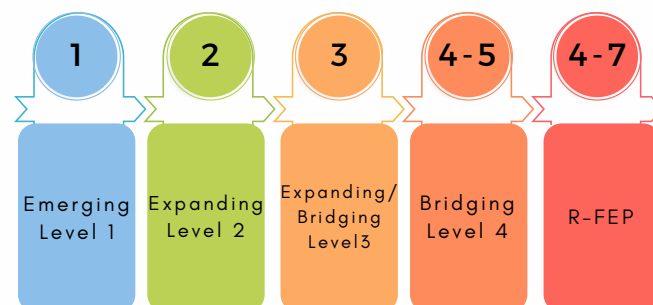 1
2
3
4-5
4-7
Emerging
Level 1
Expanding
Level 2
Expanding/
Bridging
Level3
Bridging
Level 4
R-FEP